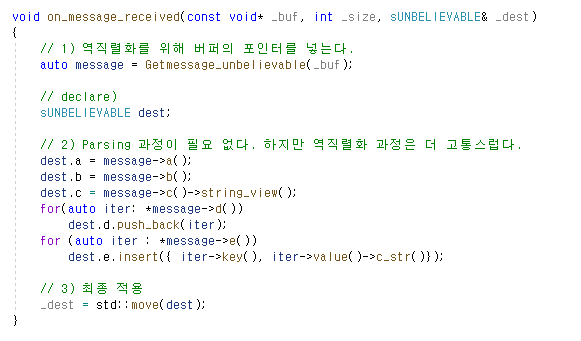 void on_message_received(const void* _buf, int _size, sUNBELIEVABLE& _dest)
{
// 1) 역직렬화를 위해 버퍼의 포인터를 넣는다.
auto message = Getmessage_unbelievable(_buf);
// declare)
sUNBELIEVABLE dest;
// 2) Parsing 과정이 필요 없다. 하지만 역직렬화 과정은 더 고통스럽다.
dest.a = message->a();
dest.b = message->b();
dest.c = message->c()->string_view();
for(auto iter: *message->d())
dest.d.push_back(iter);
for (auto iter : *message->e())
dest.e.insert({ iter->key(), iter->value()->c_str()});
// 3) 최종 적용
_dest = std::move(dest);
}